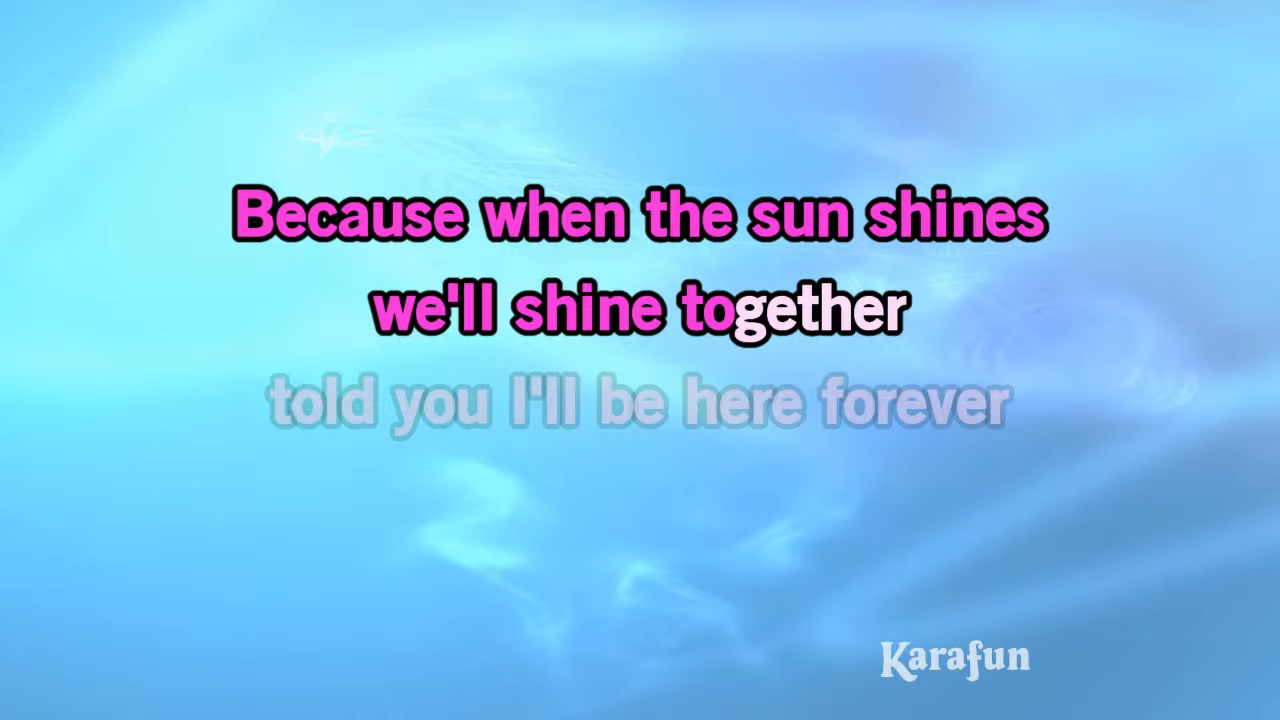 Because when the sun shines
we'll shine together
told you I'll be here forever
Karafun